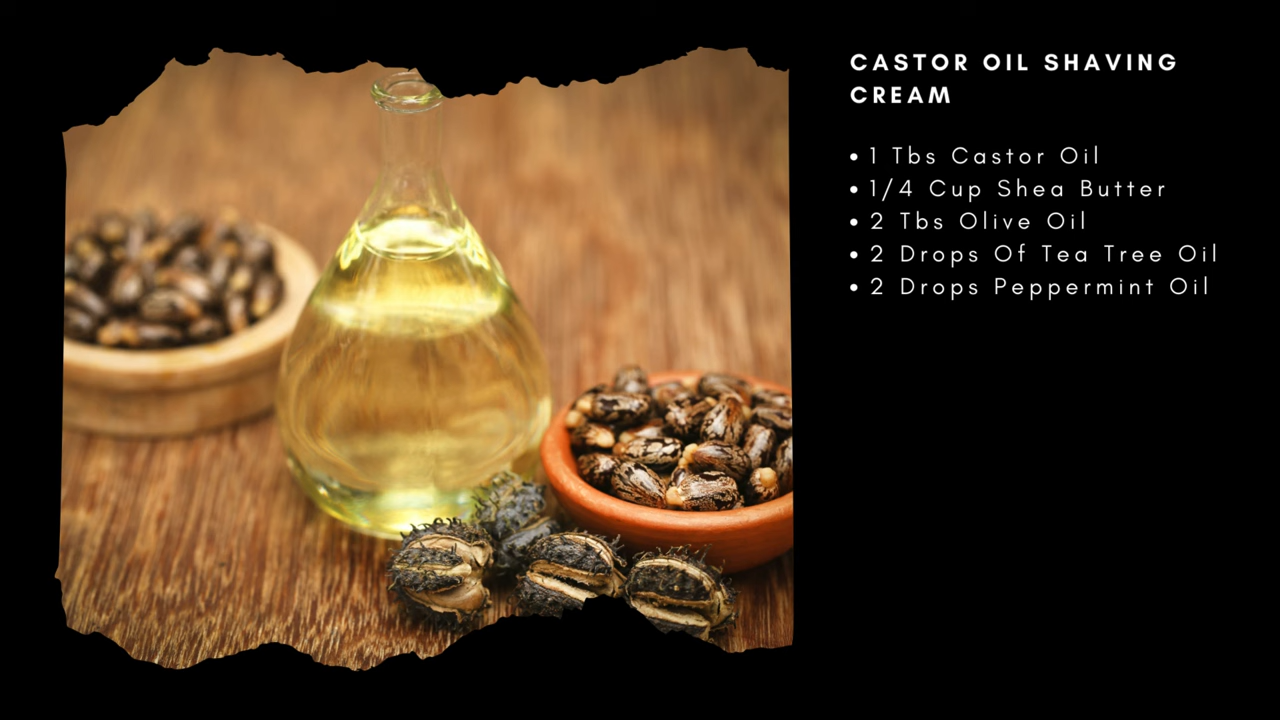 CASTOR OIL SHAVING
CREAM
• 1 Tbs Castor Oil
• 1/4 Cup Shea Butter
• 2 Tbs Olive Oil
• 2 Drops Of Tea Tree Oil
• 2 Drops Peppermint Oil